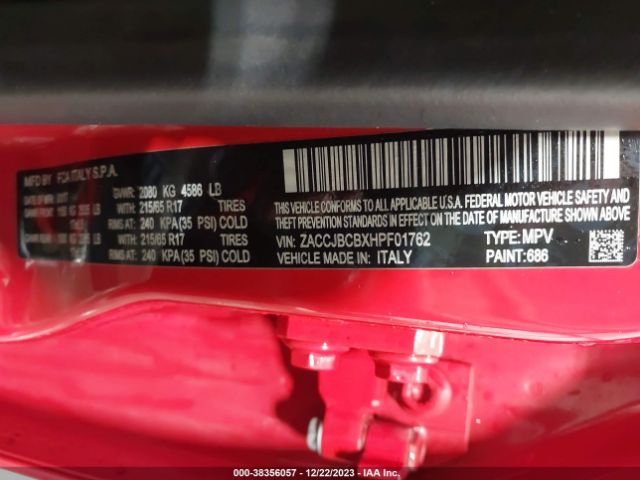 MFD BY: FCA ITALY S.P.A.
GVWR: 2080 KG 4586 LB
WITH: 215/65 R17 TIRES
RIMS AT: 240 KPA(35 PSI) COLD
WITH: 215/65 R17 TIRES
RIMS AT: 240 KPA(35 PSI) COLD
THIS VEHICLE CONFORMS TO ALL APPLICABLE U.S.A. FEDERAL MOTOR VEHICLE SAFETY
THEFT PREVENTION STANDARDS IN EFFECT ON THE DATE OF MANUFACTURE SHOWN ABOVE
VIN: ZACCJBCBXHPF01762 TYPE: MPV
VEHICLE MADE IN: ITALY PAINT:686
000-38356057 - 12/22/2023 - IAA Inc.